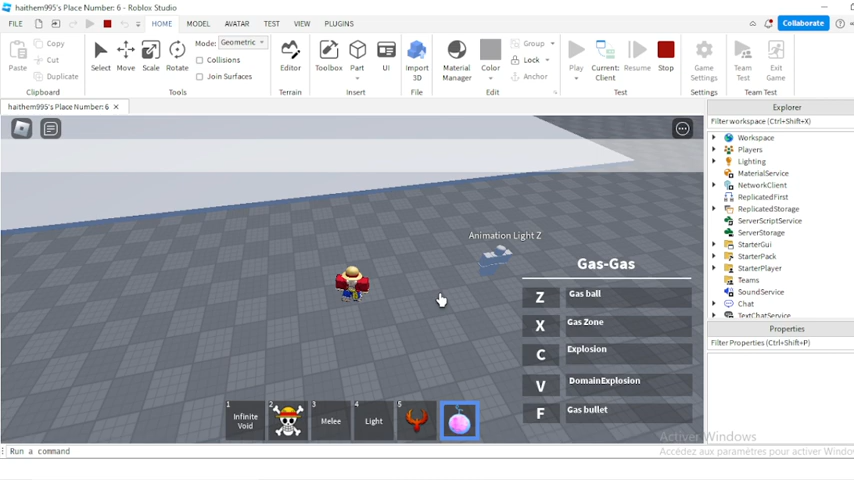 haithem995's Place Number: 6 - Roblox Studio
FILE HOME MODEL AVATAR TEST VIEW PLUGINS
Collaborate
Paste
Copy
Cut
Duplicate
Clipboard
Select Move Scale Rotate
Mode: Geometric
Collisions
Join Surfaces
Tools
Editor
Terrain
Toolbox Part UI
Insert
Import
3D
File
Material
Manager
Color
Group
Lock
Anchor
Edit
Play Current: Resume Stop
Client
Test
Game
Settings
Settings
Team
Test
Exit
Game
Team Test
haithem995's Place Number: 6
Explorer
Filter workspace (Ctrl+Shift+X)
Workspace
Players
Lighting
MaterialService
NetworkClient
ReplicatedFirst
ReplicatedStorage
ServerScriptService
ServerStorage
StarterGui
StarterPack
StarterPlayer
Teams
SoundService
Chat
TextChatService
Properties
Filter Properties (Ctrl+Shift+P)
Animation Light Z
Gas-Gas
Z Gas ball
X Gas Zone
C Explosion
V DomainExplosion
F Gas bullet
1 Infinite
Void
2
3 Melee
4 Light
5
Activer Windows
Accédez aux paramètres pour activer Windo
Run a command